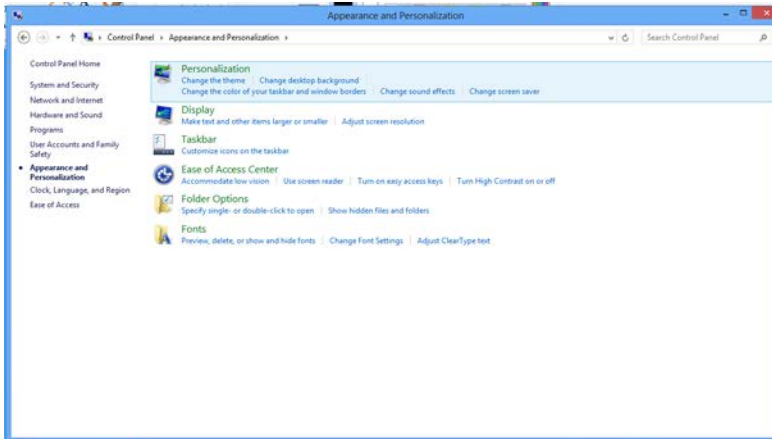 Appearance and Personalization
Control Panel ▸ Appearance and Personalization ▸
Search Control Panel
Control Panel Home
System and Security
Network and Internet
Hardware and Sound
Programs
User Accounts and Family
Safety
Appearance and
Personalization
Clock, Language, and Region
Ease of Access
Personalization
Change the theme | Change desktop background
Change the color of your taskbar and window borders | Change sound effects | Change screen saver
Display
Make text and other items larger or smaller | Adjust screen resolution
Taskbar
Customize icons on the taskbar
Ease of Access Center
Accommodate low vision | Use screen reader | Turn on easy access keys | Turn High Contrast on or off
Folder Options
Specify single- or double-click to open | Show hidden files and folders
Fonts
Preview, delete, or show and hide fonts | Change Font Settings | Adjust ClearType text